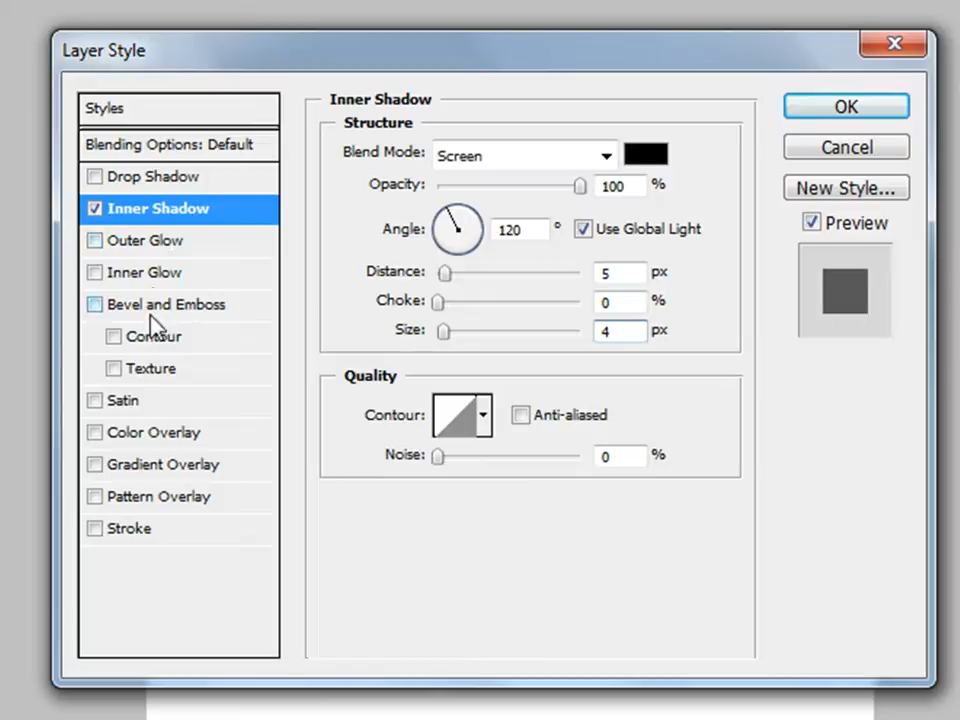 Layer Style
Styles
Blending Options: Default
Drop Shadow
Inner Shadow
Outer Glow
Inner Glow
Bevel and Emboss
Contour
Texture
Satin
Color Overlay
Gradient Overlay
Pattern Overlay
Stroke
Inner Shadow
Structure
Blend Mode: Screen
Opacity: 100 %
Angle: 120 ° Use Global Light
Distance: 5 px
Choke: 0 %
Size: 4 px
Quality
Contour: Anti-aliased
Noise: 0 %
OK
Cancel
New Style...
Preview